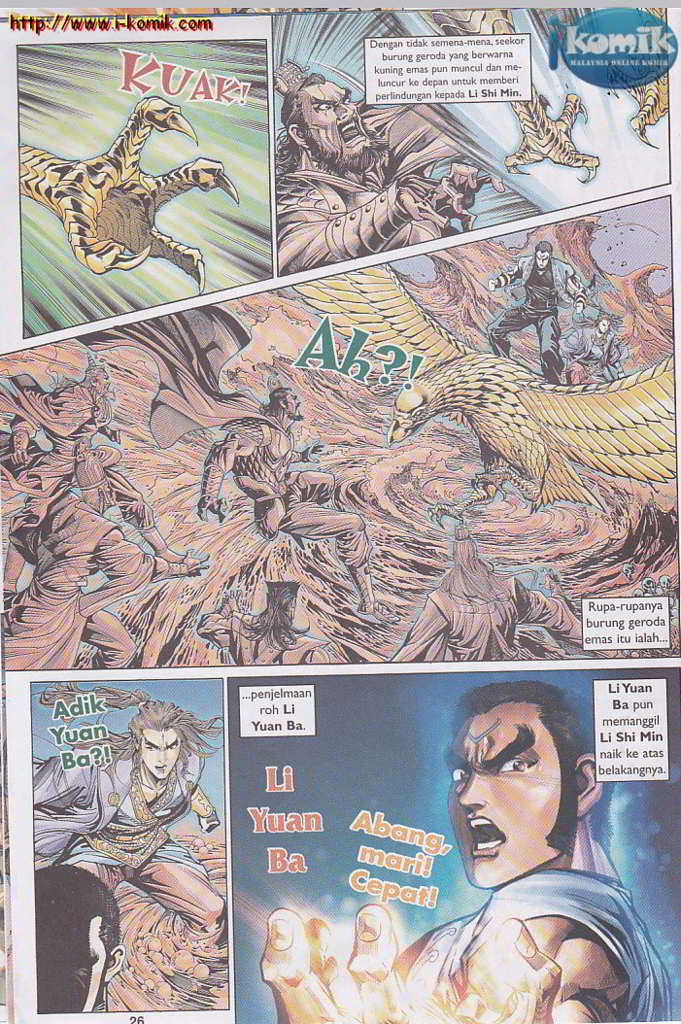 http://www.i-komik.com
ikomik
MALAYSIA ONLINE KOMIK
KUAK!
Dengan tidak semena-mena, seekor
burung geroda yang berwarna
kuning emas pun muncul dan me-
luncur ke depan untuk memberi
perlindungan kepada Li Shi Min.
Ah?!
Rupa-rupanya
burung geroda
emas itu ialah...
Adik
Yuan
Ba?!
...penjelmaan
roh Li
Yuan Ba.
Li Yuan
Ba pun
memanggil
Li Shi Min
naik ke atas
belakangnya.
Li
Yuan
Ba
Abang,
mari!
Cepat!
26